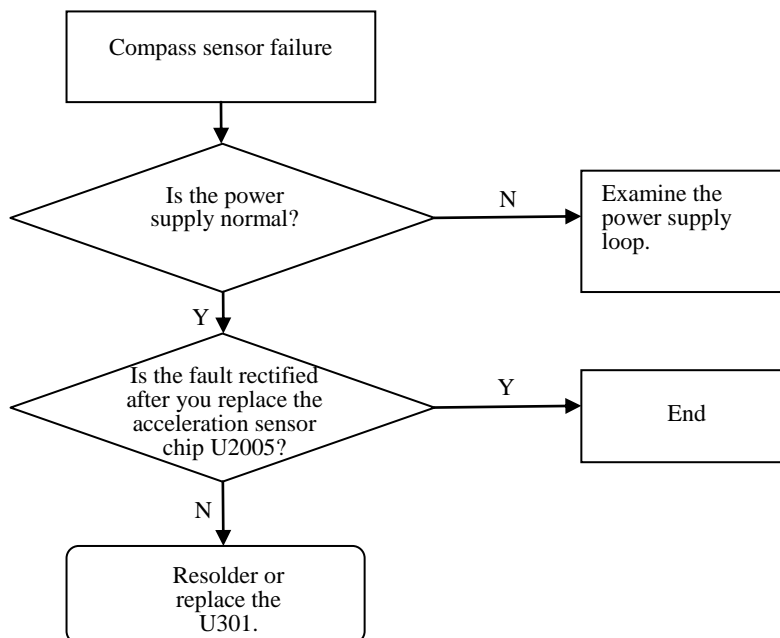 Compass sensor failure
Is the power
supply normal?
N
Examine the
power supply
loop.
Y
Is the fault rectified
after you replace the
acceleration sensor
chip U2005?
Y
End
N
Resolder or
replace the
U301.